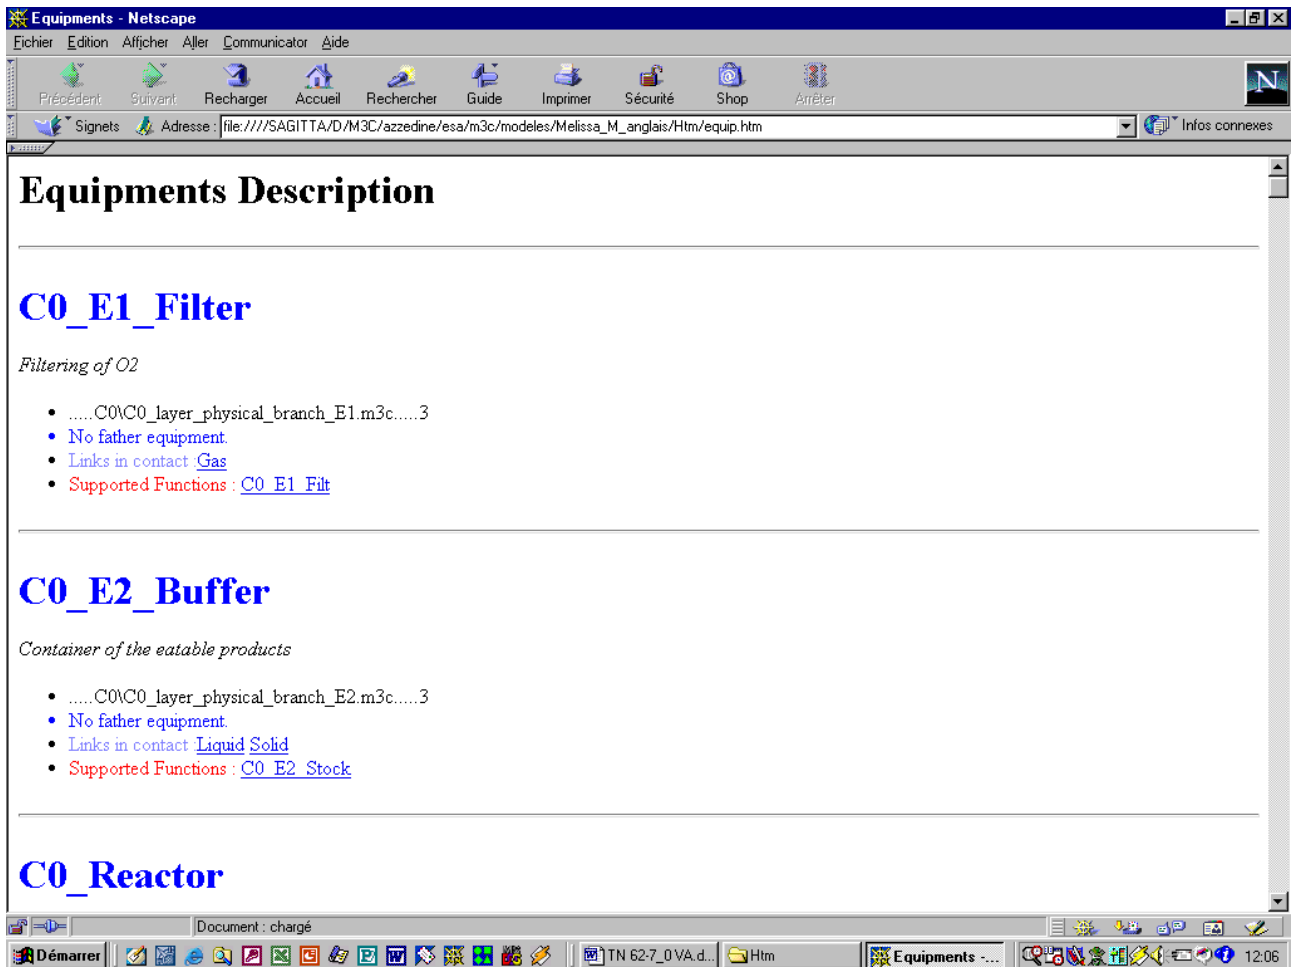 Equipments - Netscape
Fichier Edition Afficher Aller Communicator Aide
Précédent Suivant Recharger Accueil Rechercher Guide Imprimer Sécurité Shop Arrêter
N
Signets Adresse : file:////SAGITTA/D/M3C/azzedine/esa/m3c/modeles/Melissa_M_anglais/Htm/equip.htm Infos connexes
Equipments Description
C0_E1_Filter
Filtering of O2
.....C0\C0_layer_physical_branch_E1.m3c.....3
No father equipment.
Links in contact :Gas
Supported Functions : C0_E1_Filt
C0_E2_Buffer
Container of the eatable products
.....C0\C0_layer_physical_branch_E2.m3c.....3
No father equipment.
Links in contact :Liquid Solid
Supported Functions : C0_E2_Stock
C0_Reactor
Document : chargé
Démarrer TN 62-7_0 VA.d... Htm Equipments -... 12:06